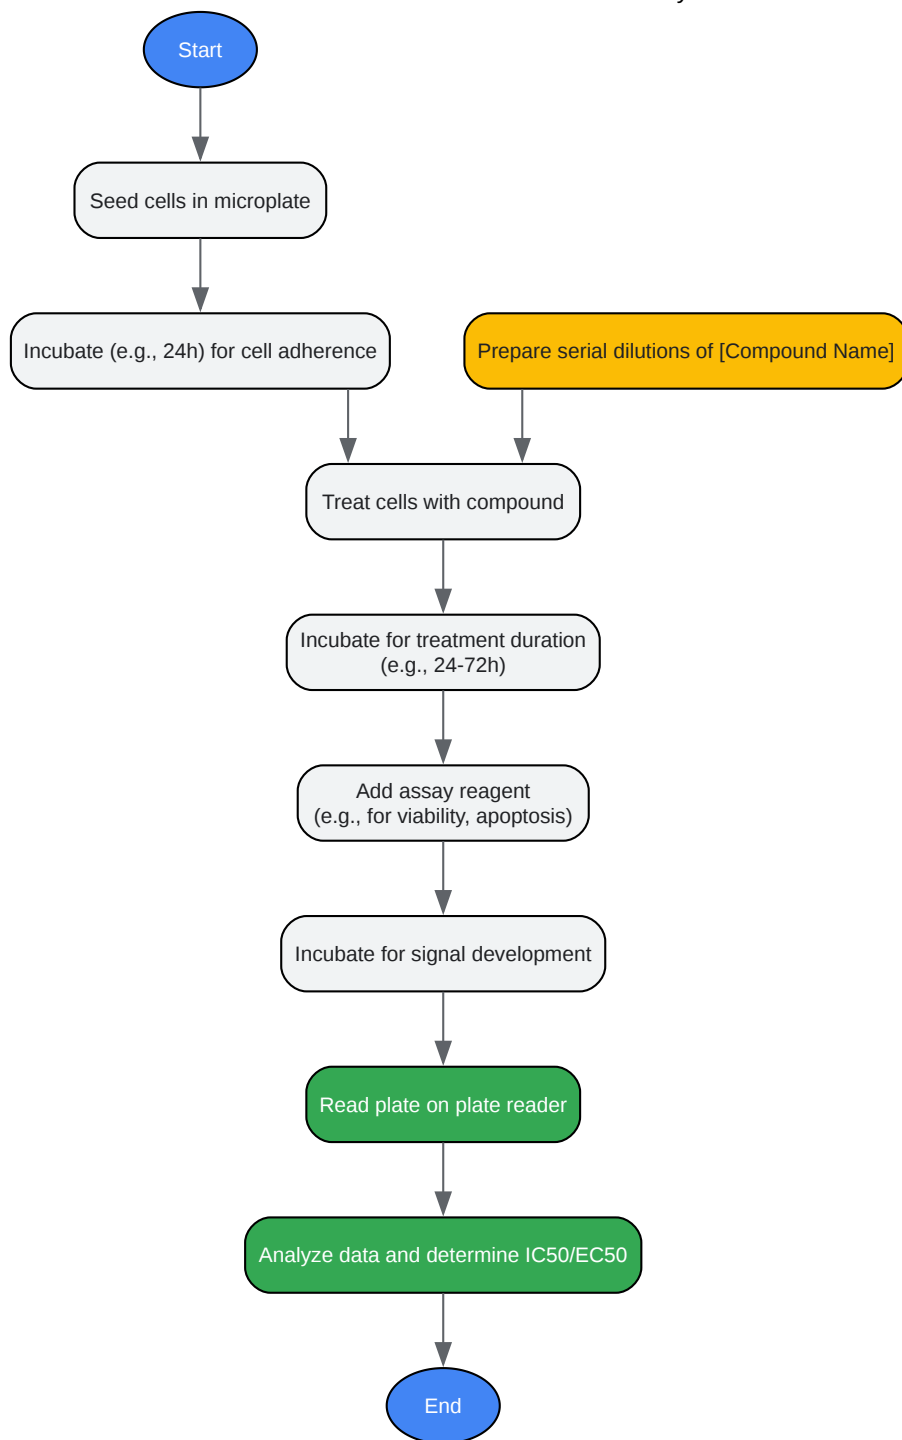 Start
Seed cells in microplate
Incubate (e.g., 24h) for cell adherence
Prepare serial dilutions of [Compound Name]
Treat cells with compound
Incubate for treatment duration
(e.g., 24-72h)
Add assay reagent
(e.g., for viability, apoptosis)
Incubate for signal development
Read plate on plate reader
Analyze data and determine IC50/EC50
End